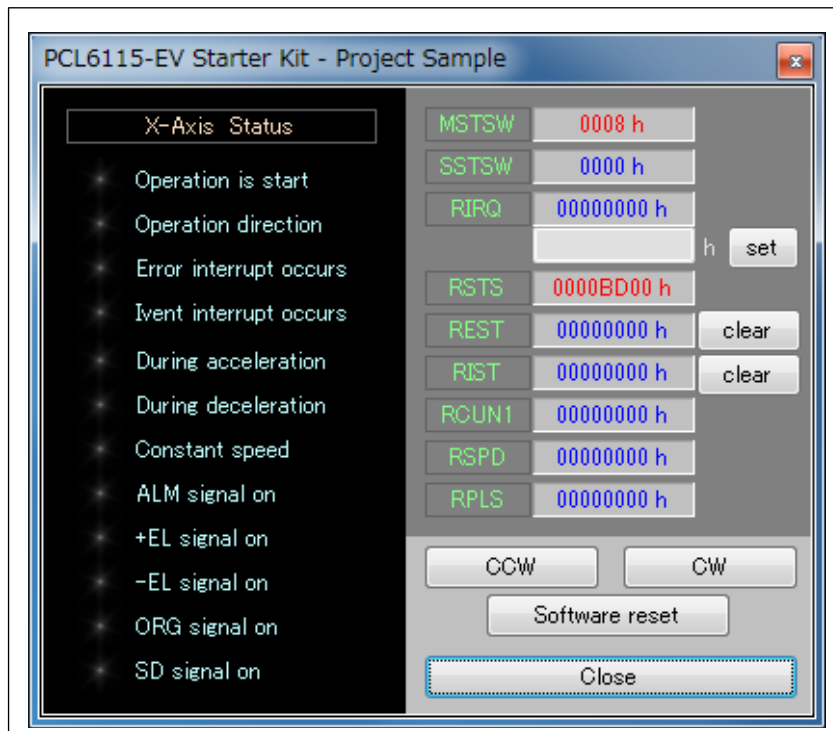 PCL6115-EV Starter Kit - Project Sample
x
X-Axis Status
Operation is start
Operation direction
Error interrupt occurs
Ivent interrupt occurs
During acceleration
During deceleration
Constant speed
ALM signal on
+EL signal on
-EL signal on
ORG signal on
SD signal on
MSTSW 0008 h
SSTSW 0000 h
RIRQ 00000000 h
h set
RSTS 0000BD00 h
REST 00000000 h clear
RIST 00000000 h clear
RCUN1 00000000 h
RSPD 00000000 h
RPLS 00000000 h
CCW CW
Software reset
Close